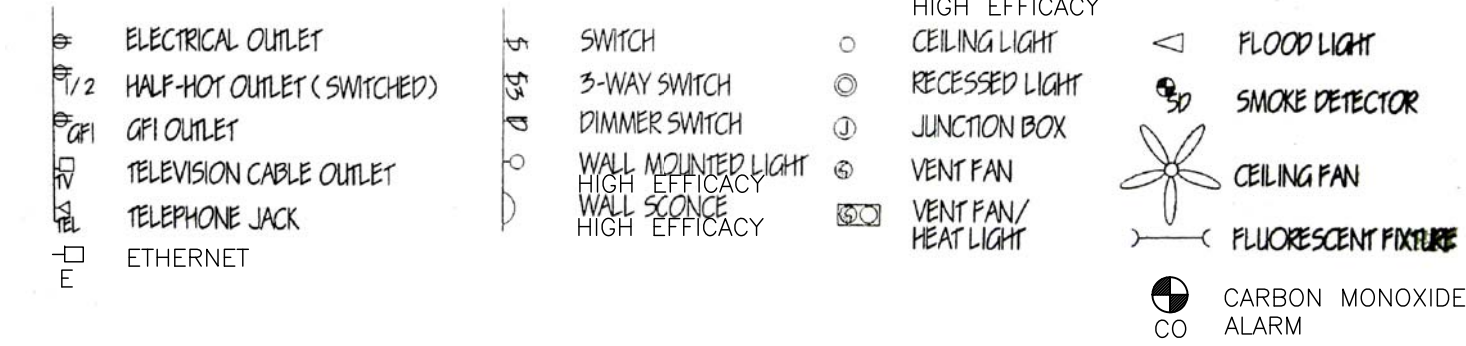 ELECTRICAL OUTLET
1/2 HALF-HOT OUTLET (SWITCHED)
GFI GFI OUTLET
TV TELEVISION CABLE OUTLET
TEL TELEPHONE JACK
E ETHERNET
S SWITCH
S3 3-WAY SWITCH
D DIMMER SWITCH
WALL MOUNTED LIGHT
HIGH EFFICACY
WALL SCONCE
HIGH EFFICACY
HIGH EFFICACY
CEILING LIGHT
RECESSED LIGHT
J JUNCTION BOX
VENT FAN
VENT FAN/
HEAT LIGHT
FLOOD LIGHT
SD SMOKE DETECTOR
CEILING FAN
FLUORESCENT FIXTURE
CARBON MONOXIDE
CO ALARM